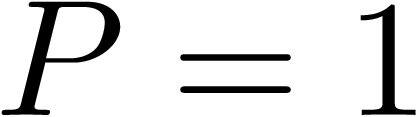 P = 1